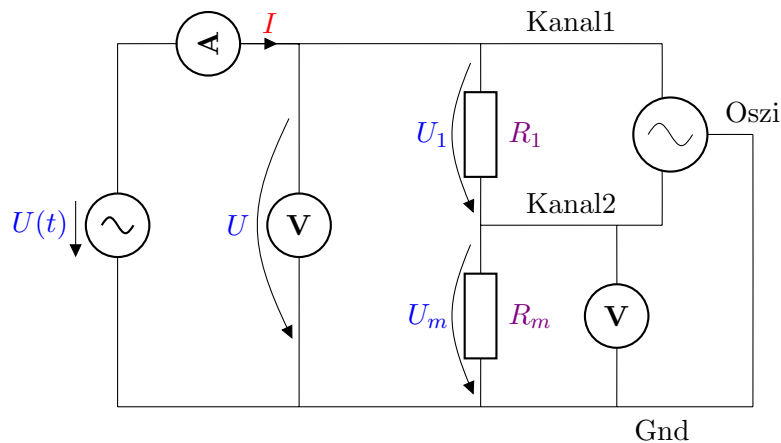 Kanal1
A
I
Oszi
U₁
R₁
Kanal2
U(t)
U
V
Uₘ
Rₘ
V
Gnd